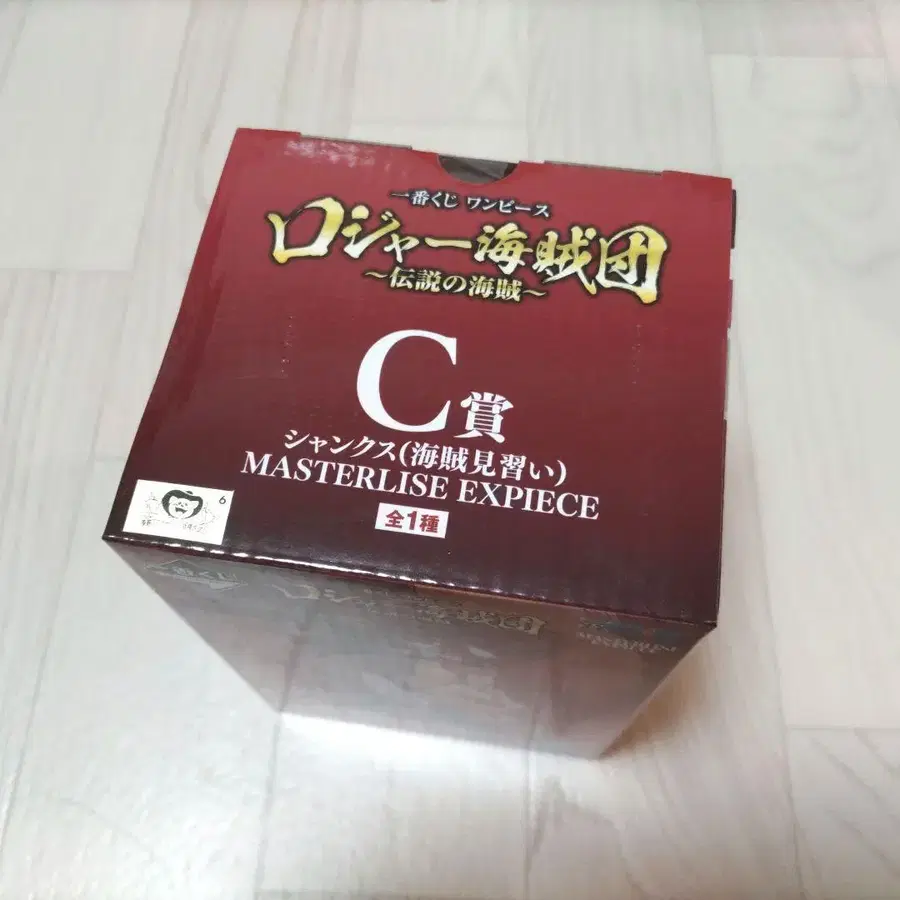 一番くじ ワンピース
ロジャー海賊団
~伝説の海賊~
C賞
シャンクス(海賊見習い)
MASTERLISE EXPIECE
全1種
6